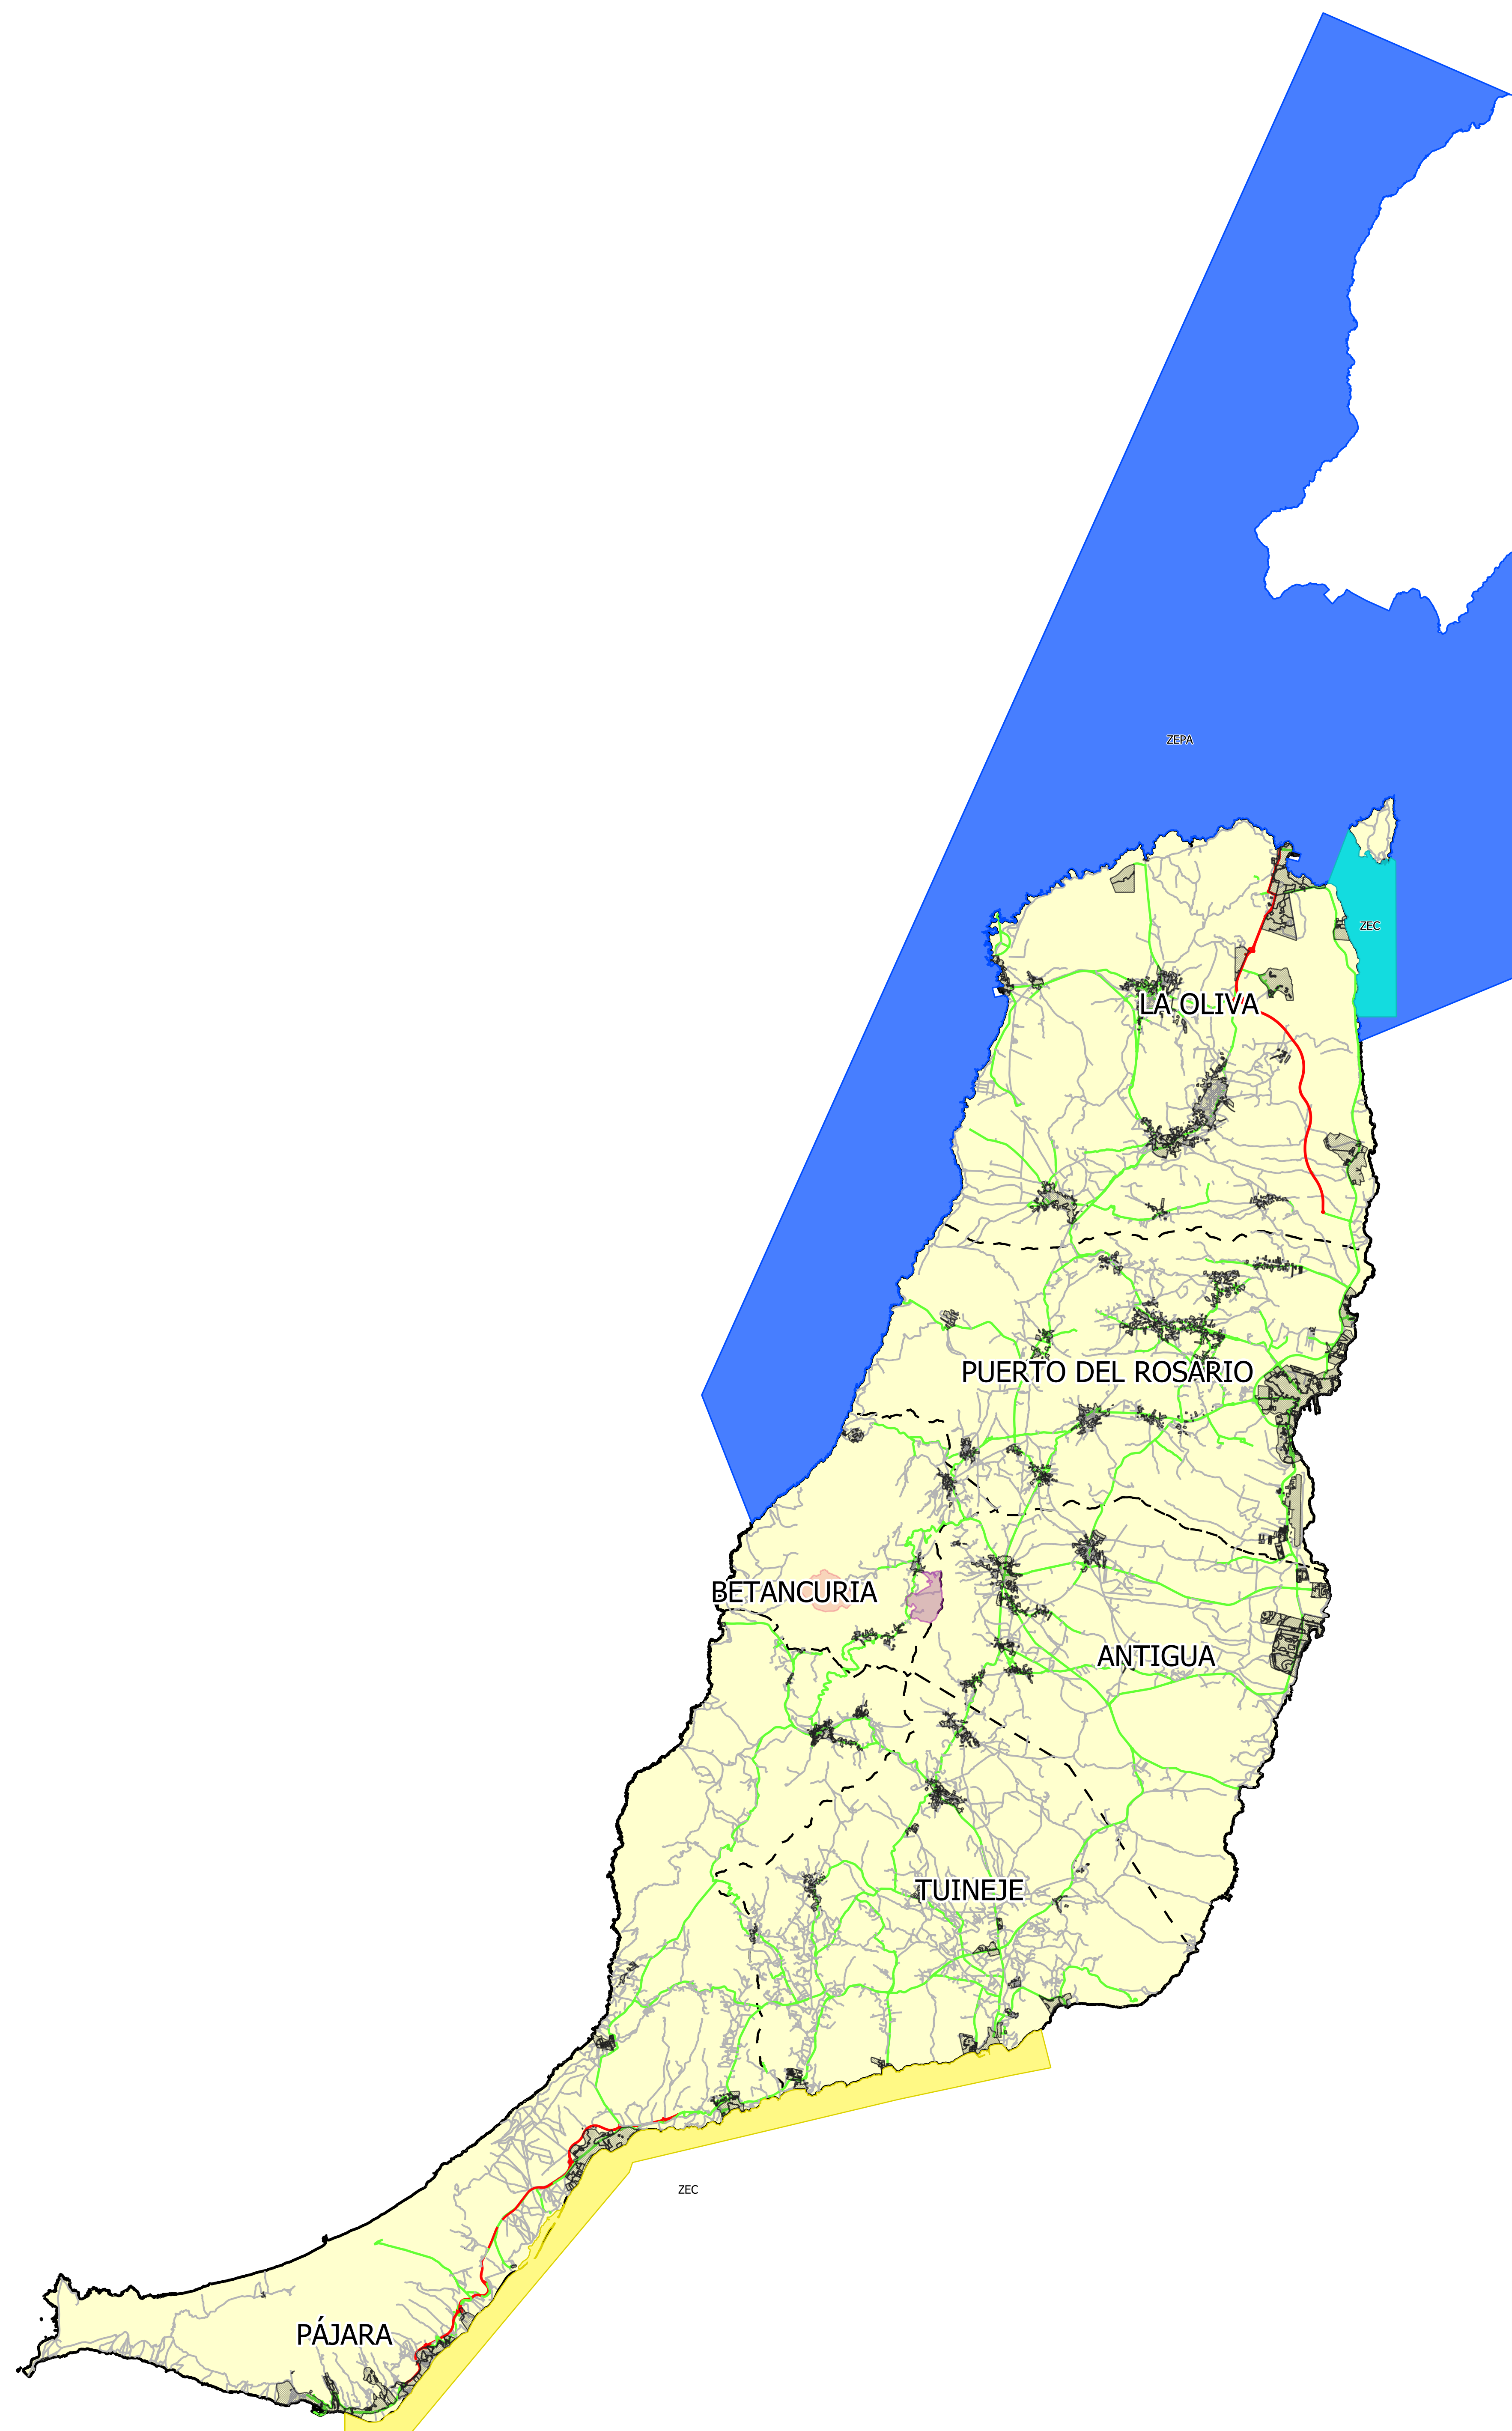 ZEPA
ZEC
LA OLIVA
PUERTO DEL ROSARIO
BETANCURIA
ANTIGUA
TUINEJE
ZEC
PÁJARA